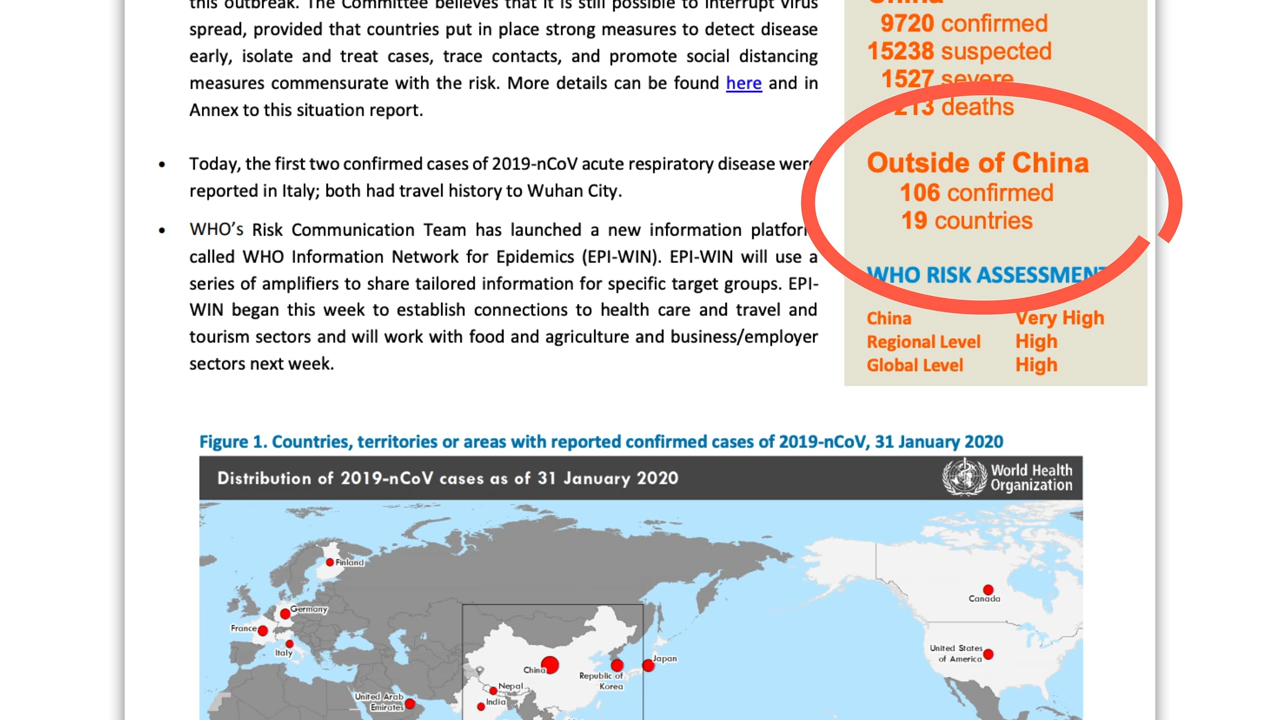 this outbreak. The Committee believes that it is still possible to interrupt virus
spread, provided that countries put in place strong measures to detect disease
early, isolate and treat cases, trace contacts, and promote social distancing
measures commensurate with the risk. More details can be found here and in
Annex to this situation report.
• Today, the first two confirmed cases of 2019-nCoV acute respiratory disease were
reported in Italy; both had travel history to Wuhan City.
• WHO's Risk Communication Team has launched a new information platform
called WHO Information Network for Epidemics (EPI-WIN). EPI-WIN will use a
series of amplifiers to share tailored information for specific target groups. EPI-
WIN began this week to establish connections to health care and travel and
tourism sectors and will work with food and agriculture and business/employer
sectors next week.
China
9720 confirmed
15238 suspected
1527 severe
213 deaths
Outside of China
106 confirmed
19 countries
WHO RISK ASSESSMENT
China Very High
Regional Level High
Global Level High
Figure 1. Countries, territories or areas with reported confirmed cases of 2019-nCoV, 31 January 2020
Distribution of 2019-nCoV cases as of 31 January 2020
World Health
Organization
Finland
Germany
France
Italy
United Arab
Emirates
China
Nepal
India
Republic of
Korea
Japan
Canada
United States
of America